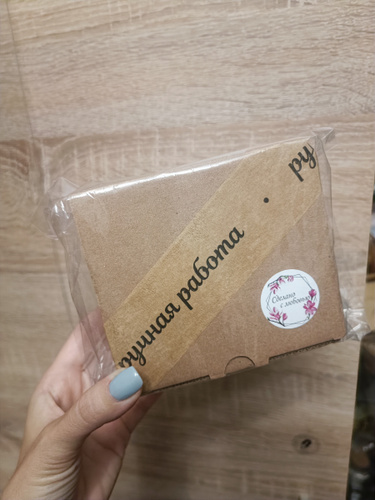 ручная работа • ру
Сделано
с любовью